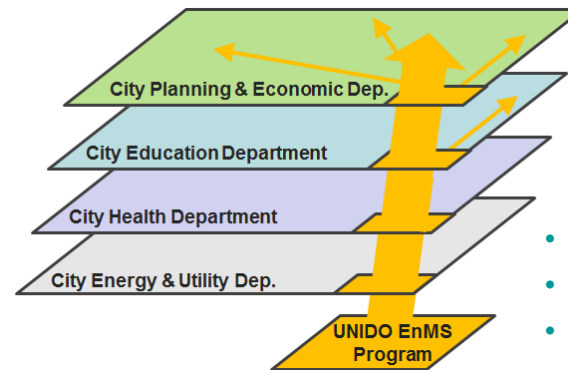 City Planning & Economic Dep.
City Education Department
City Health Department
City Energy & Utility Dep.
UNIDO EnMS
Program